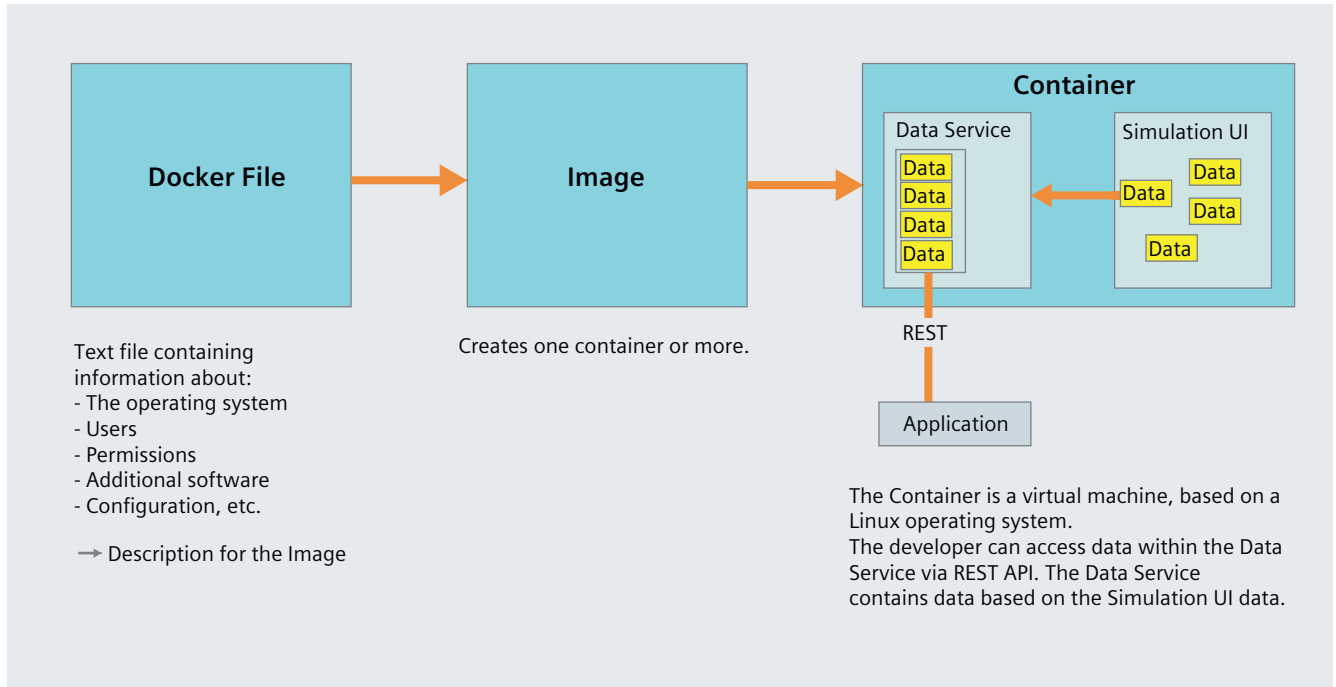 Docker File
Text file containing
information about:
- The operating system
- Users
- Permissions
- Additional software
- Configuration, etc.
→ Description for the Image
Image
Creates one container or more.
Container
Data Service
Data
Data
Data
Data
Simulation UI
Data
Data
Data
Data
REST
Application
The Container is a virtual machine, based on a
Linux operating system.
The developer can access data within the Data
Service via REST API. The Data Service
contains data based on the Simulation UI data.